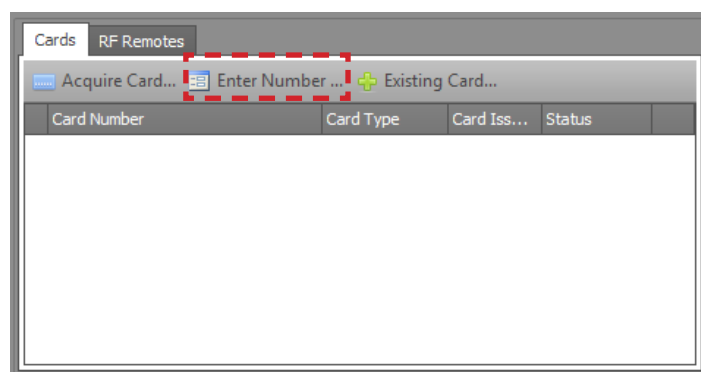 Cards RF Remotes
Acquire Card... Enter Number ... Existing Card...
Card Number Card Type Card Iss... Status